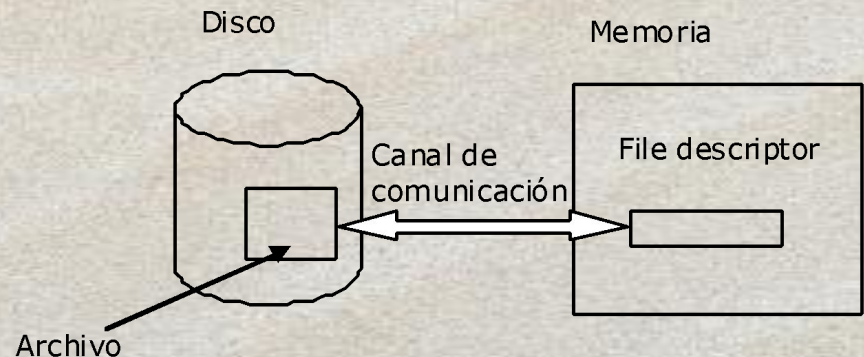 Disco
Memoria
Canal de
comunicación
File descriptor
Archivo